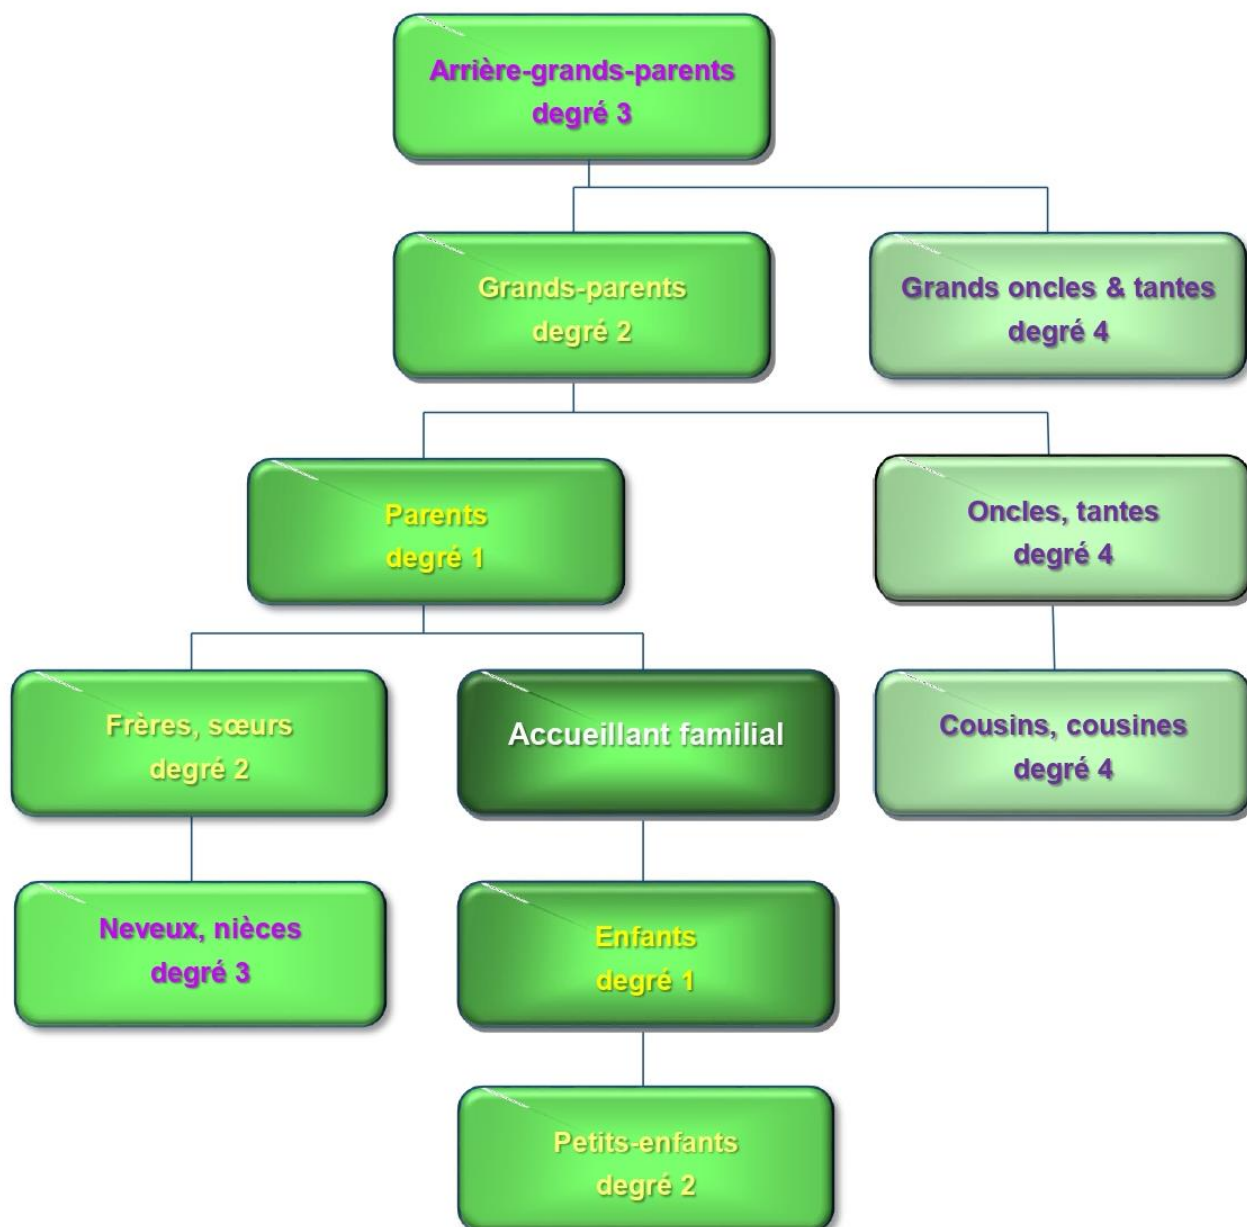 Arrière-grands-parents
degré 3
Grands-parents
degré 2
Grands oncles & tantes
degré 4
Parents
degré 1
Oncles, tantes
degré 4
Frères, sœurs
degré 2
Accueillant familial
Cousins, cousines
degré 4
Neveux, nièces
degré 3
Enfants
degré 1
Petits-enfants
degré 2